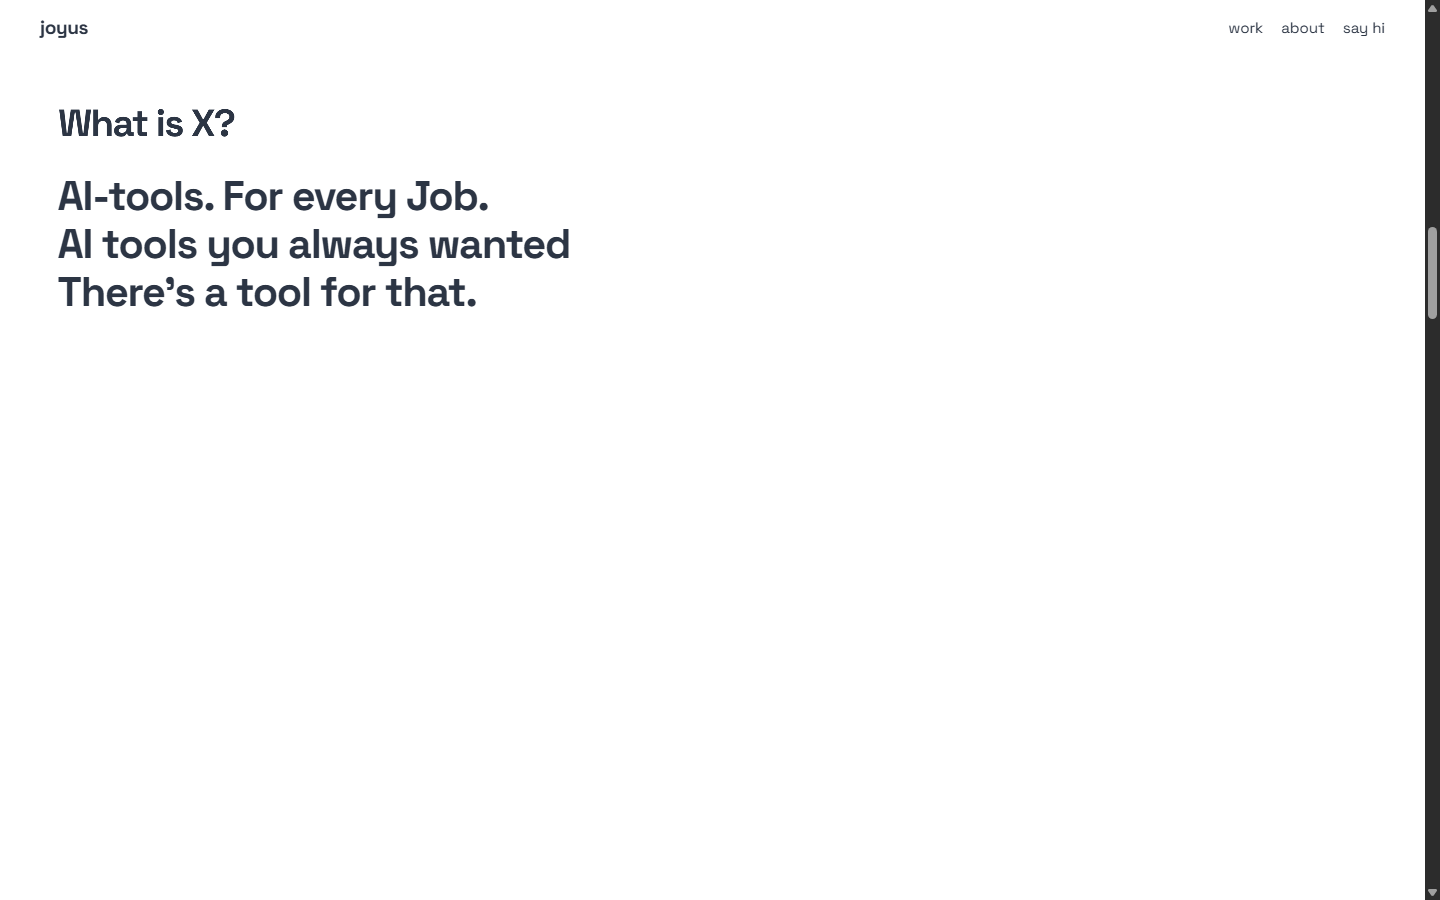 joyus
work about say hi
What is X?
AI-tools. For every Job.
AI tools you always wanted
There’s a tool for that.